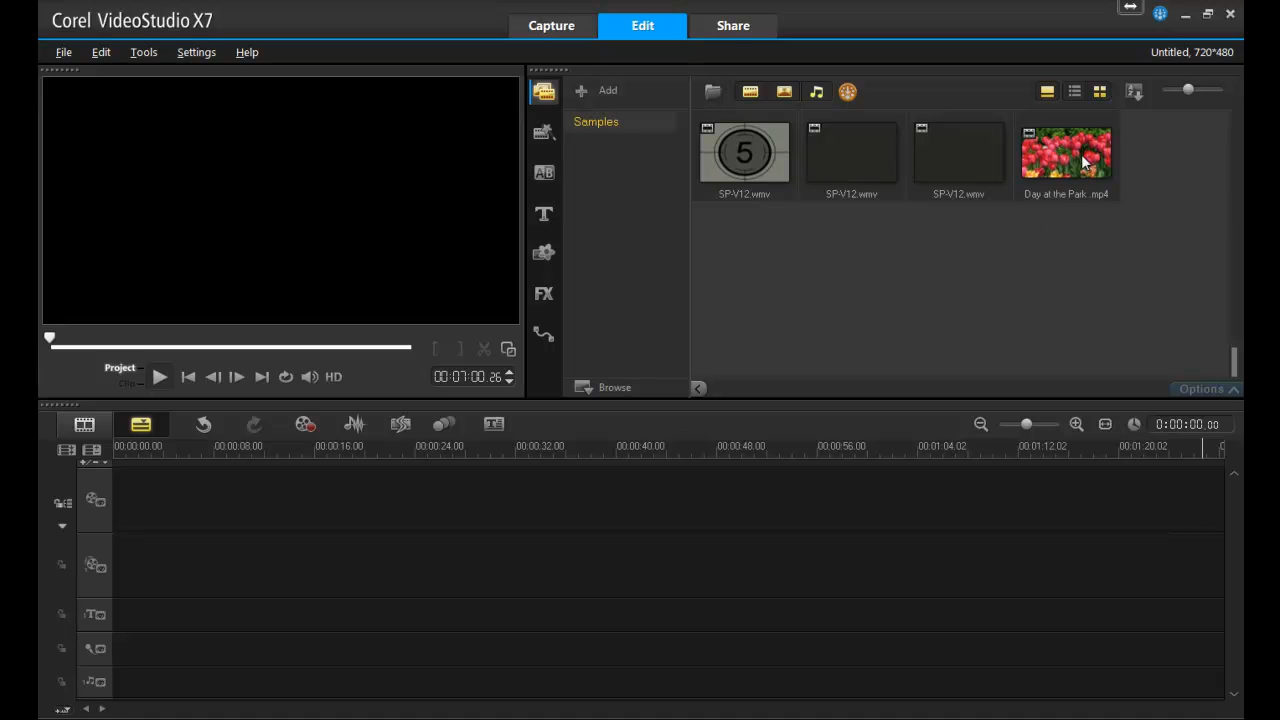 Corel VideoStudio X7
Capture
Edit
Share
File
Edit
Tools
Settings
Help
Untitled, 720*480
Add
Samples
5
SP-V12.wmv
SP-V12.wmv
SP-V12.wmv
Day at the Park .mp4
AB
T
FX
Project
Clip
HD
00:07:00.26
Browse
Options
0:00:00.00
00:00:00.00
00:00:08.00
00:00:16.00
00:00:24.00
00:00:32.00
00:00:40.00
00:00:48.00
00:00:56.00
00:01:04.02
00:01:12.02
00:01:20.02